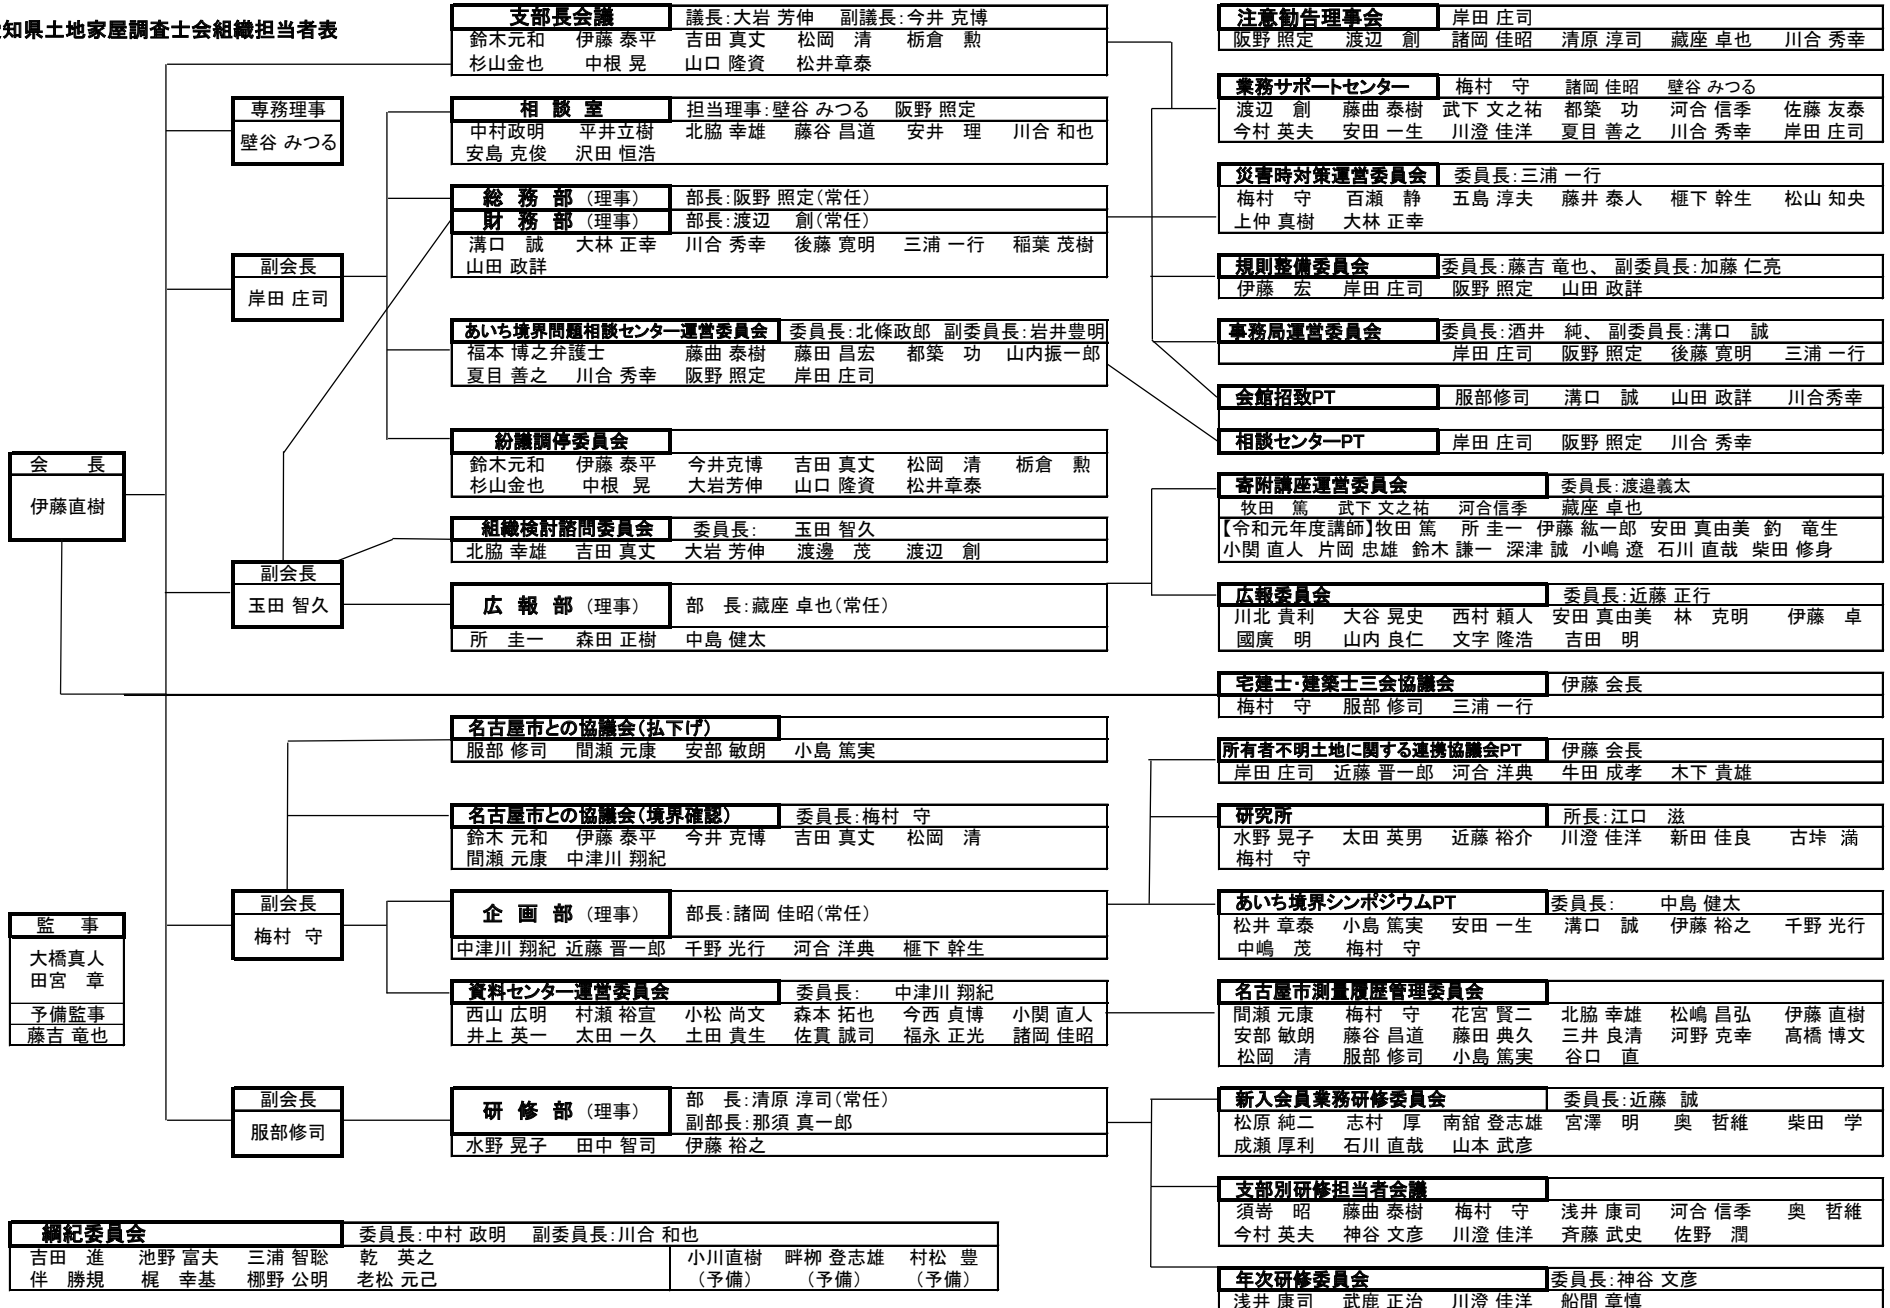 知県土地家屋調査士会組織担当者表
会　長
伊藤直樹
監　事
大橋真人
田宮　章
予備監事
藤吉 竜也
専務理事
壁谷 みつる
副会長
岸田 庄司
副会長
玉田 智久
副会長
梅村　守
副会長
服部修司
支部長会議　議長：大岩 芳伸　副議長：今井 克博
鈴木元和　伊藤 泰平　吉田 真丈　松岡　清　栃倉　勲
杉山金也　中根 晃　山口 隆資　松井章泰
相 談 室　担当理事：壁谷 みつる　阪野 照定
中村政明　平井立樹　北脇 幸雄　藤谷 昌道　安井　理　川合 和也
安島 克俊　沢田 恒浩
総 務 部（理事）　部長：阪野 照定（常任）
財 務 部（理事）　部長：渡辺　創（常任）
溝口　誠　大林 正幸　川合 秀幸　後藤 寛明　三浦 一行　稲葉 茂樹
山田 政詳
あいち境界問題相談センター運営委員会　委員長：北條政郎　副委員長：岩井豊明
福本 博之弁護士　藤曲 泰樹　藤田 昌宏　都築　功　山内振一郎
夏目 善之　川合 秀幸　阪野 照定　岸田 庄司
紛議調停委員会
鈴木元和　伊藤 泰平　今井克博　吉田 真丈　松岡　清　栃倉　勲
杉山金也　中根 晃　大岩芳伸　山口 隆資　松井章泰
組織検討諮問委員会　委員長：　玉田 智久
北脇 幸雄　吉田 真丈　大岩 芳伸　渡邊　茂　渡辺　創
広 報 部（理事）　部　長：藏座 卓也（常任）
所　圭一　森田 正樹　中島 健太
名古屋市との協議会（払下げ）
服部 修司　間瀬 元康　安部 敏朗　小島 篤実
名古屋市との協議会（境界確認）　委員長：梅村　守
鈴木 元和　伊藤 泰平　今井 克博　吉田 真丈　松岡　清
間瀬 元康　中津川 翔紀
企 画 部（理事）　部長：諸岡 佳昭（常任）
中津川 翔紀 近藤 晋一郎　千野 光行　河合 洋典　榧下 幹生
資料センター運営委員会　委員長：　中津川 翔紀
西山 広明　村瀬 裕宣　小松 尚文　森本 拓也　今西 貞博　小関 直人
井上 英一　太田 一久　土田 貴生　佐貫 誠司　福永 正光　諸岡 佳昭
研 修 部（理事）　部　長：清原 淳司（常任）
副部長：那須 真一郎
水野 晃子　田中 智司　伊藤 裕之
綱紀委員会　委員長：中村 政明　副委員長：川合 和也
吉田　進　池野 富夫　三浦 智聡　乾　英之　小川直樹　畔栁 登志雄　村松 豊
伴　勝規　梶　幸基　梛野 公明　老松 元己　（予備）　（予備）　（予備）
注意勧告理事会　岸田 庄司
阪野 照定　渡辺　創　諸岡 佳昭　清原 淳司　藏座 卓也　川合 秀幸
業務サポートセンター　梅村　守　諸岡 佳昭　壁谷 みつる
渡辺　創　藤曲 泰樹　武下 文之祐　都築　功　河合 信季　佐藤 友泰
今村 英夫　安田 一生　川澄 佳洋　夏目 善之　川合 秀幸　岸田 庄司
災害時対策運営委員会　委員長：三浦 一行
梅村　守　百瀬　静　五島 淳夫　藤井 泰人　榧下 幹生　松山 知央
上仲 真樹　大林 正幸
規則整備委員会　委員長：藤吉 竜也、 副委員長：加藤 仁亮
伊藤　宏　岸田 庄司　阪野 照定　山田 政詳
事務局運営委員会　委員長：酒井　純、 副委員長：溝口　誠
岸田 庄司　阪野 照定　後藤 寛明　三浦 一行
会館招致PT　服部修司　溝口　誠　山田 政詳　川合秀幸
相談センターPT　岸田 庄司　阪野 照定　川合 秀幸
寄附講座運営委員会　委員長：渡邉義太
牧田　篤　武下 文之祐　河合信季　藏座 卓也
【令和元年度講師】牧田 篤　所 圭一　伊藤 紘一郎　安田 真由美　釣　竜生
小関 直人　片岡 忠雄　鈴木 謙一　深津 誠　小嶋 遼　石川 直哉　柴田 修身
広報委員会　委員長：近藤 正行
川北 貴利　大谷 晃史　西村 頼人　安田 真由美　林　克明　伊藤　卓
國廣　明　山内 良仁　文字 隆浩　吉田　明
宅建士・建築士三会協議会　伊藤 会長
梅村　守　服部 修司　三浦 一行
所有者不明土地に関する連携協議会PT　伊藤 会長
岸田 庄司　近藤 晋一郎　河合 洋典　牛田 成孝　木下 貴雄
研究所　所長：江口　滋
水野 晃子　太田 英男　近藤 裕介　川澄 佳洋　新田 佳良　古垰　満
梅村　守
あいち境界シンポジウムPT　委員長：　中島 健太
松井 章泰　小島 篤実　安田 一生　溝口　誠　伊藤 裕之　千野 光行
中嶋　茂　梅村　守
名古屋市測量履歴管理委員会
間瀬 元康　梅村　守　花宮 賢二　北脇 幸雄　松嶋 昌弘　伊藤 直樹
安部 敏朗　藤谷 昌道　藤田 典久　三井 良清　河野 克幸　髙橋 博文
松岡　清　服部 修司　小島 篤実　谷口　直
新入会員業務研修委員会　委員長：近藤　誠
松原 純二　志村　厚　南舘 登志雄　宮澤　明　奥　哲維　柴田　学
成瀬 厚利　石川 直哉　山本 武彦
支部別研修担当者会議
須嵜　昭　藤曲 泰樹　梅村　守　浅井 康司　河合 信季　奥　哲維
今村 英夫　神谷 文彦　川澄 佳洋　斉藤 武史　佐野　潤
年次研修委員会　委員長：神谷 文彦
浅井 康司　武鹿 正治　川澄 佳洋　船間 章慎